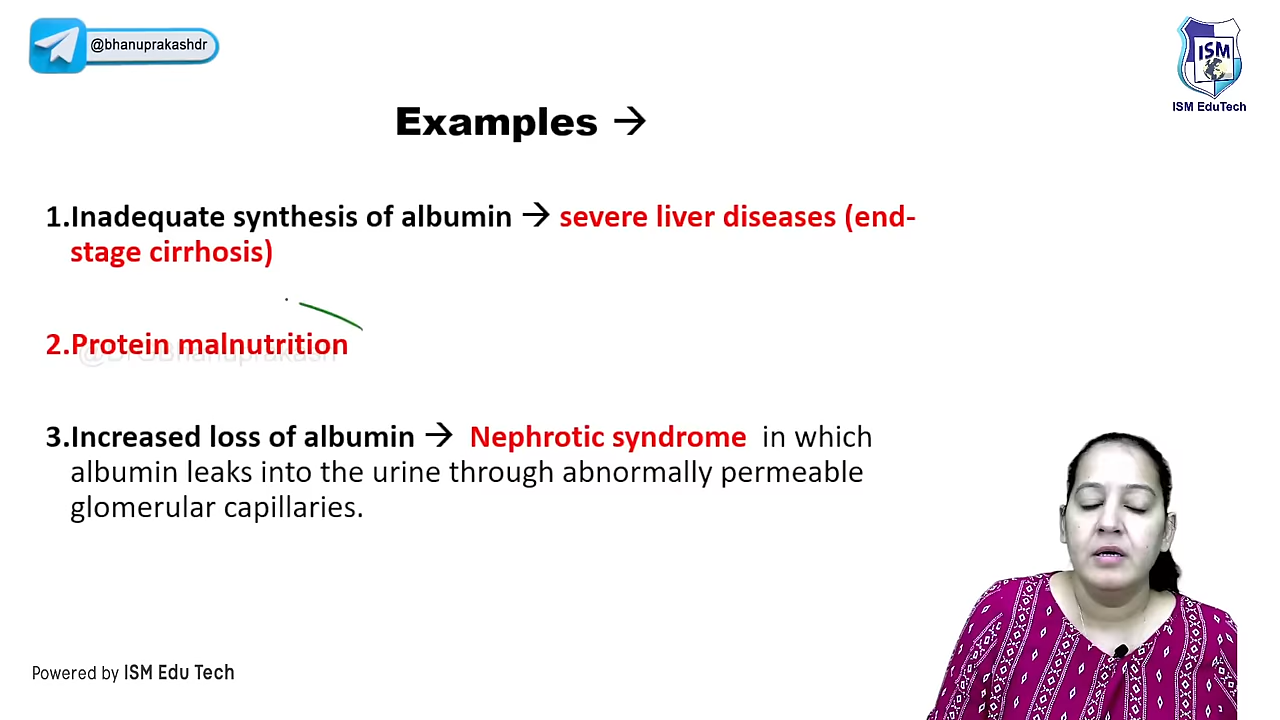 @bhanuprakashdr
ISM
ISM EduTech
Examples →
1.Inadequate synthesis of albumin → severe liver diseases (end-
stage cirrhosis)
2.Protein malnutrition
3.Increased loss of albumin → Nephrotic syndrome in which
albumin leaks into the urine through abnormally permeable
glomerular capillaries.
Powered by ISM Edu Tech